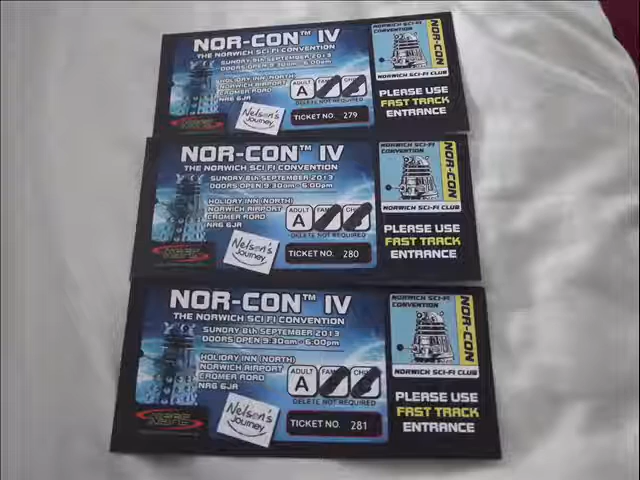 NOR-CON™ IV
THE NORWICH SCI FI CONVENTION
SUNDAY 8th SEPTEMBER 2013
DOORS OPEN 9:30am-6:00pm
HOLIDAY INN (NORTH)
NORWICH AIRPORT
CROMER ROAD
NR6 6JR
ADULT
A
DELETE NOT REQUIRED
Nelson's
Journey
TICKET NO. 279
NORWICH SCI-FI
CONVENTION
NOR-CON
NORWICH SCI-FI CLUB
PLEASE USE
FAST TRACK
ENTRANCE
NOR-CON™ IV
THE NORWICH SCI FI CONVENTION
SUNDAY 8th SEPTEMBER 2013
DOORS OPEN 9:30am-6:00pm
HOLIDAY INN (NORTH)
NORWICH AIRPORT
CROMER ROAD
NR6 6JR
ADULT
A
DELETE NOT REQUIRED
Nelson's
Journey
TICKET NO. 280
NORWICH SCI-FI
CONVENTION
NOR-CON
NORWICH SCI-FI CLUB
PLEASE USE
FAST TRACK
ENTRANCE
NOR-CON™ IV
THE NORWICH SCI FI CONVENTION
SUNDAY 8th SEPTEMBER 2013
DOORS OPEN 9:30am-6:00pm
HOLIDAY INN (NORTH)
NORWICH AIRPORT
CROMER ROAD
NR6 6JR
ADULT
A
DELETE NOT REQUIRED
NSFC
Nelson's
Journey
TICKET NO. 281
NORWICH SCI-FI
CONVENTION
NOR-CON
NORWICH SCI-FI CLUB
PLEASE USE
FAST TRACK
ENTRANCE